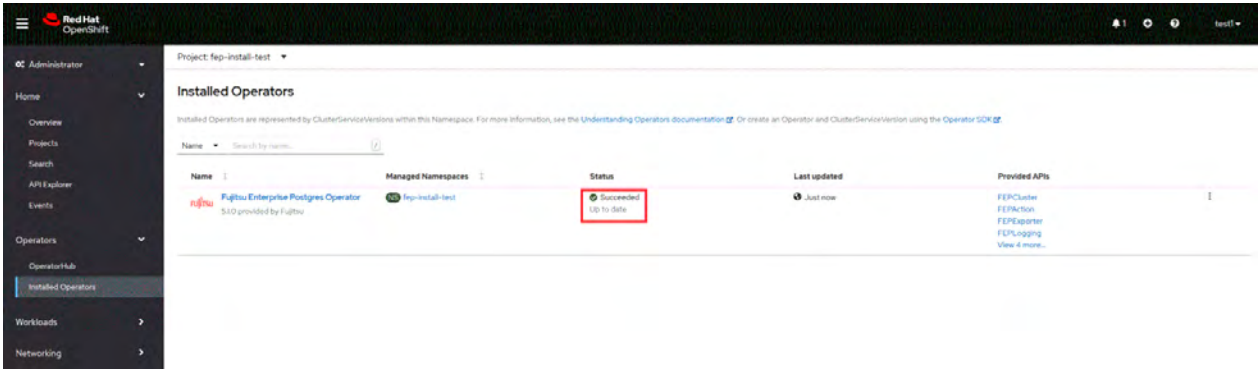 Red Hat
OpenShift
1
test1
Administrator
Project: fep-install-test
Home
Installed Operators
Overview
Installed Operators are represented by ClusterServiceVersions within this Namespace. For more information, see the Understanding Operators documentation. Or create an Operator and ClusterServiceVersion using the Operator SDK.
Projects
Name Search by name... /
Search
Name Managed Namespaces Status Last updated Provided APIs
API Explorer
FUJITSU Fujitsu Enterprise Postgres Operator NS fep-install-test Succeeded Just now FEPCluster
Events
5.1.0 provided by Fujitsu Up to date FEPAction
FEPExporter
FEPLogging
View 4 more...
Operators
OperatorHub
Installed Operators
Workloads
Networking